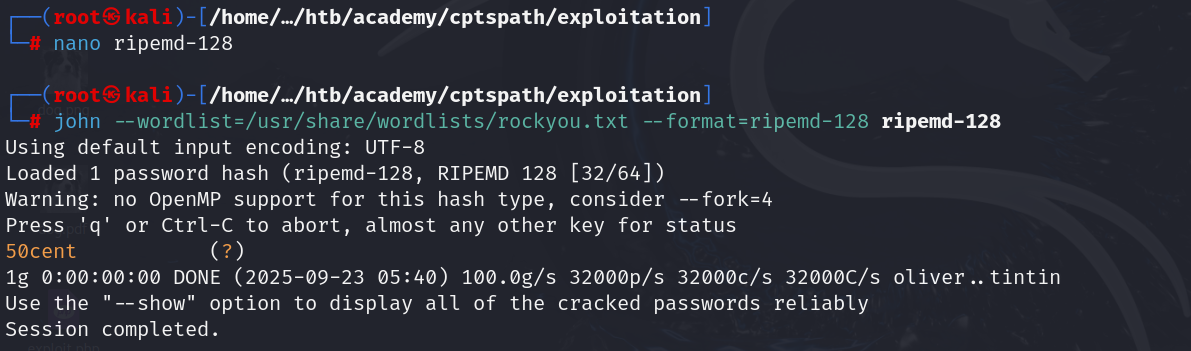 ┌──(root㉿kali)-[/home/…/htb/academy/cptspath/exploitation]
└─# nano ripemd-128
┌──(root㉿kali)-[/home/…/htb/academy/cptspath/exploitation]
└─# john --wordlist=/usr/share/wordlists/rockyou.txt --format=ripemd-128 ripemd-128
Using default input encoding: UTF-8
Loaded 1 password hash (ripemd-128, RIPEMD 128 [32/64])
Warning: no OpenMP support for this hash type, consider --fork=4
Press 'q' or Ctrl-C to abort, almost any other key for status
50cent           (?)
1g 0:00:00:00 DONE (2025-09-23 05:40) 100.0g/s 32000p/s 32000c/s 32000C/s oliver..tintin
Use the "--show" option to display all of the cracked passwords reliably
Session completed.